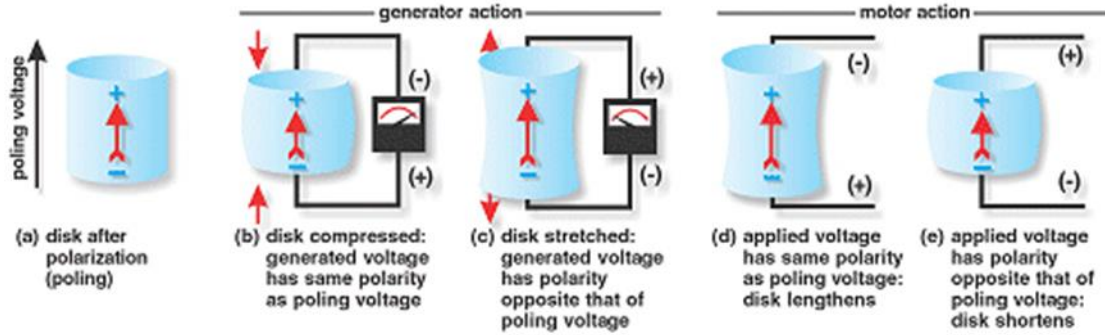 generator action
motor action
poling voltage
+
−
+
−
(-)
(+)
+
−
(+)
(-)
+
−
(-)
(+)
+
−
(+)
(-)
(a) disk after
polarization
(poling)
(b) disk compressed:
generated voltage
has same polarity
as poling voltage
(c) disk stretched:
generated voltage
has polarity
opposite that of
poling voltage
(d) applied voltage
has same polarity
as poling voltage:
disk lengthens
(e) applied voltage
has polarity
opposite that of
poling voltage:
disk shortens